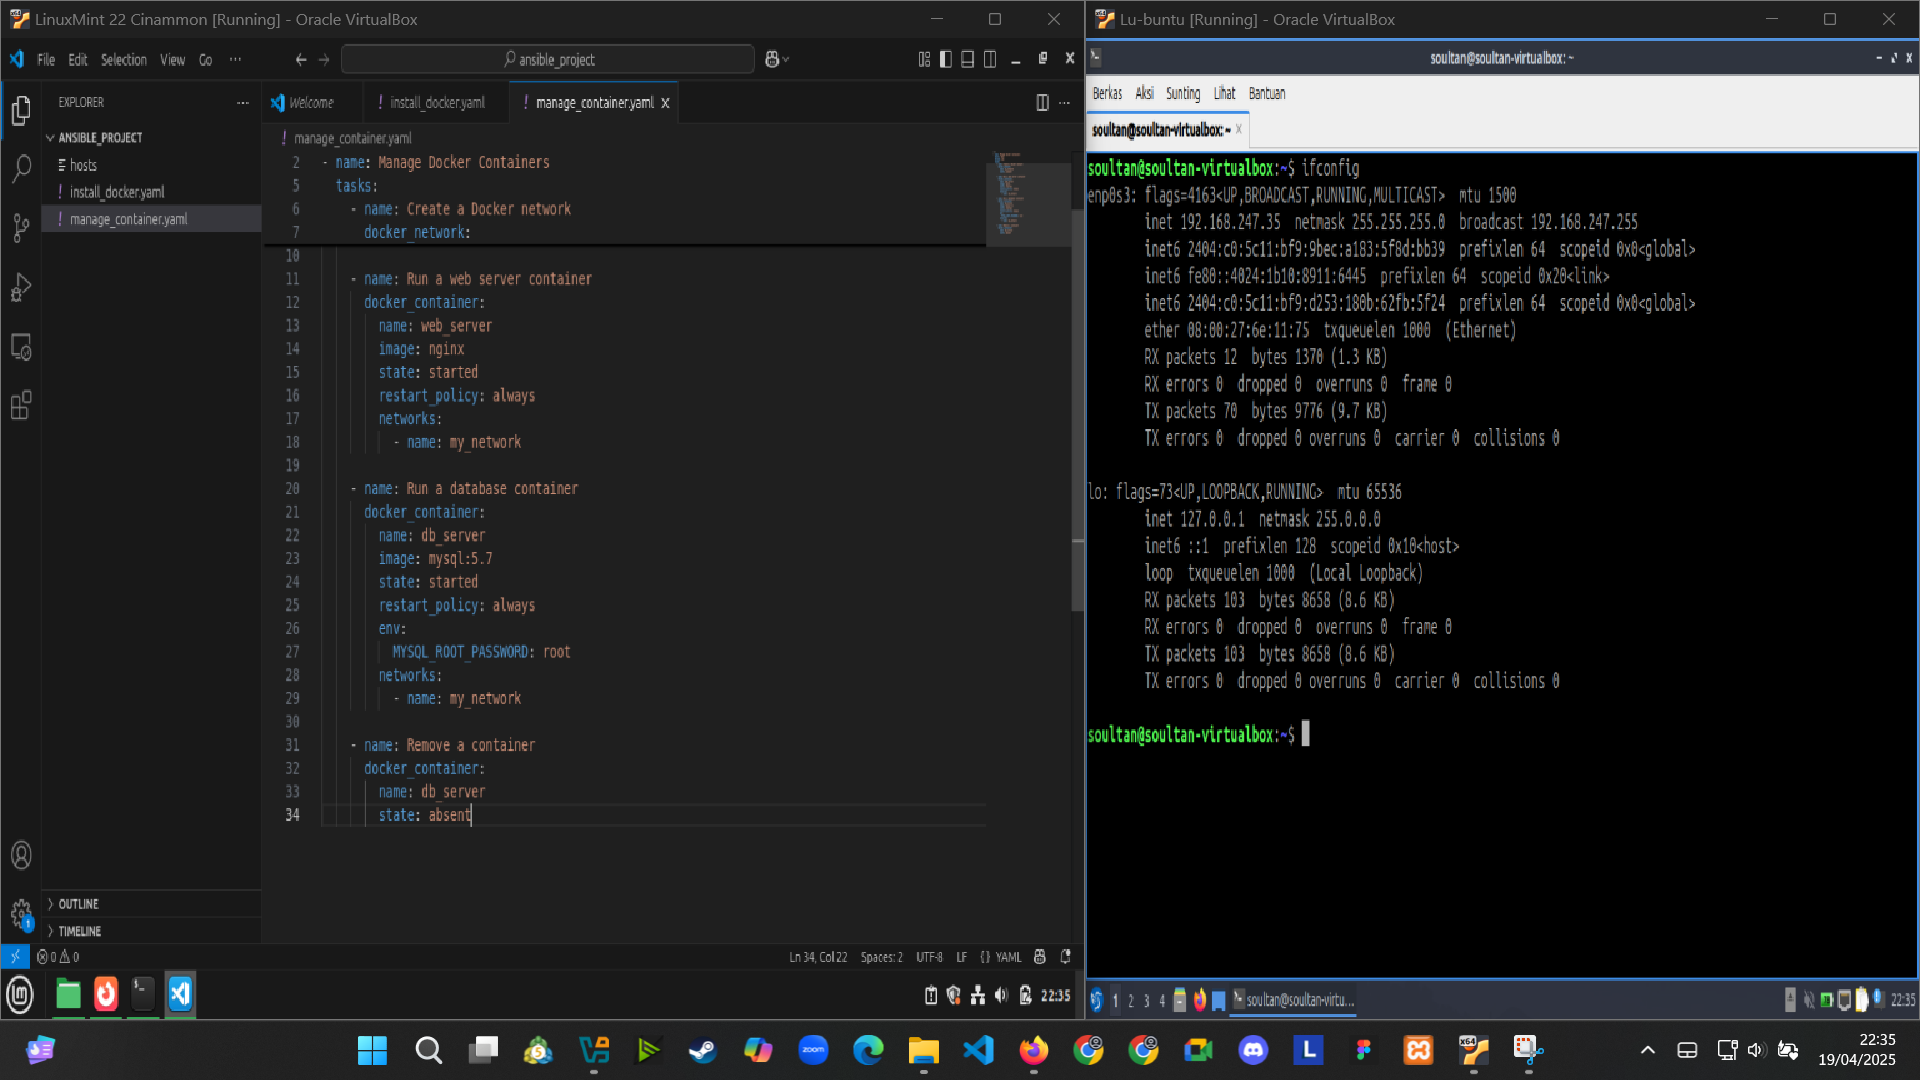 LinuxMint 22 Cinammon [Running] - Oracle VirtualBox
File Edit Selection View Go ···
ansible_project
EXPLORER
ANSIBLE_PROJECT
hosts
! install_docker.yaml
! manage_container.yaml
OUTLINE
TIMELINE
Welcome
! install_docker.yaml
! manage_container.yaml
! manage_container.yaml
2 - name: Manage Docker Containers
5 tasks:
6 - name: Create a Docker network
7 docker_network:
10
11 - name: Run a web server container
12 docker_container:
13 name: web_server
14 image: nginx
15 state: started
16 restart_policy: always
17 networks:
18 - name: my_network
19
20 - name: Run a database container
21 docker_container:
22 name: db_server
23 image: mysql:5.7
24 state: started
25 restart_policy: always
26 env:
27 MYSQL_ROOT_PASSWORD: root
28 networks:
29 - name: my_network
30
31 - name: Remove a container
32 docker_container:
33 name: db_server
34 state: absent
1
0 0
Ln 34, Col 22 Spaces: 2 UTF-8 LF {} YAML
22:35
Lu-buntu [Running] - Oracle VirtualBox
soultan@soultan-virtualbox: ~
Berkas Aksi Sunting Lihat Bantuan
soultan@soultan-virtualbox: ~
soultan@soultan-virtualbox:~$ ifconfig
enp0s3: flags=4163<UP,BROADCAST,RUNNING,MULTICAST> mtu 1500
inet 192.168.247.35 netmask 255.255.255.0 broadcast 192.168.247.255
inet6 2404:c0:5c11:bf9:9bec:a183:5f8d:bb39 prefixlen 64 scopeid 0x0<global>
inet6 fe80::4024:1b10:8911:6445 prefixlen 64 scopeid 0x20<link>
inet6 2404:c0:5c11:bf9:d253:180b:62fb:5f24 prefixlen 64 scopeid 0x0<global>
ether 08:00:27:6e:11:75 txqueuelen 1000 (Ethernet)
RX packets 12 bytes 1370 (1.3 KB)
RX errors 0 dropped 0 overruns 0 frame 0
TX packets 70 bytes 9776 (9.7 KB)
TX errors 0 dropped 0 overruns 0 carrier 0 collisions 0
lo: flags=73<UP,LOOPBACK,RUNNING> mtu 65536
inet 127.0.0.1 netmask 255.0.0.0
inet6 ::1 prefixlen 128 scopeid 0x10<host>
loop txqueuelen 1000 (Local Loopback)
RX packets 103 bytes 8658 (8.6 KB)
RX errors 0 dropped 0 overruns 0 frame 0
TX packets 103 bytes 8658 (8.6 KB)
TX errors 0 dropped 0 overruns 0 carrier 0 collisions 0
soultan@soultan-virtualbox:~$
1 2 3 4 soultan@soultan-virtu...
22:35
zoom
L
x64
22:35
19/04/2025